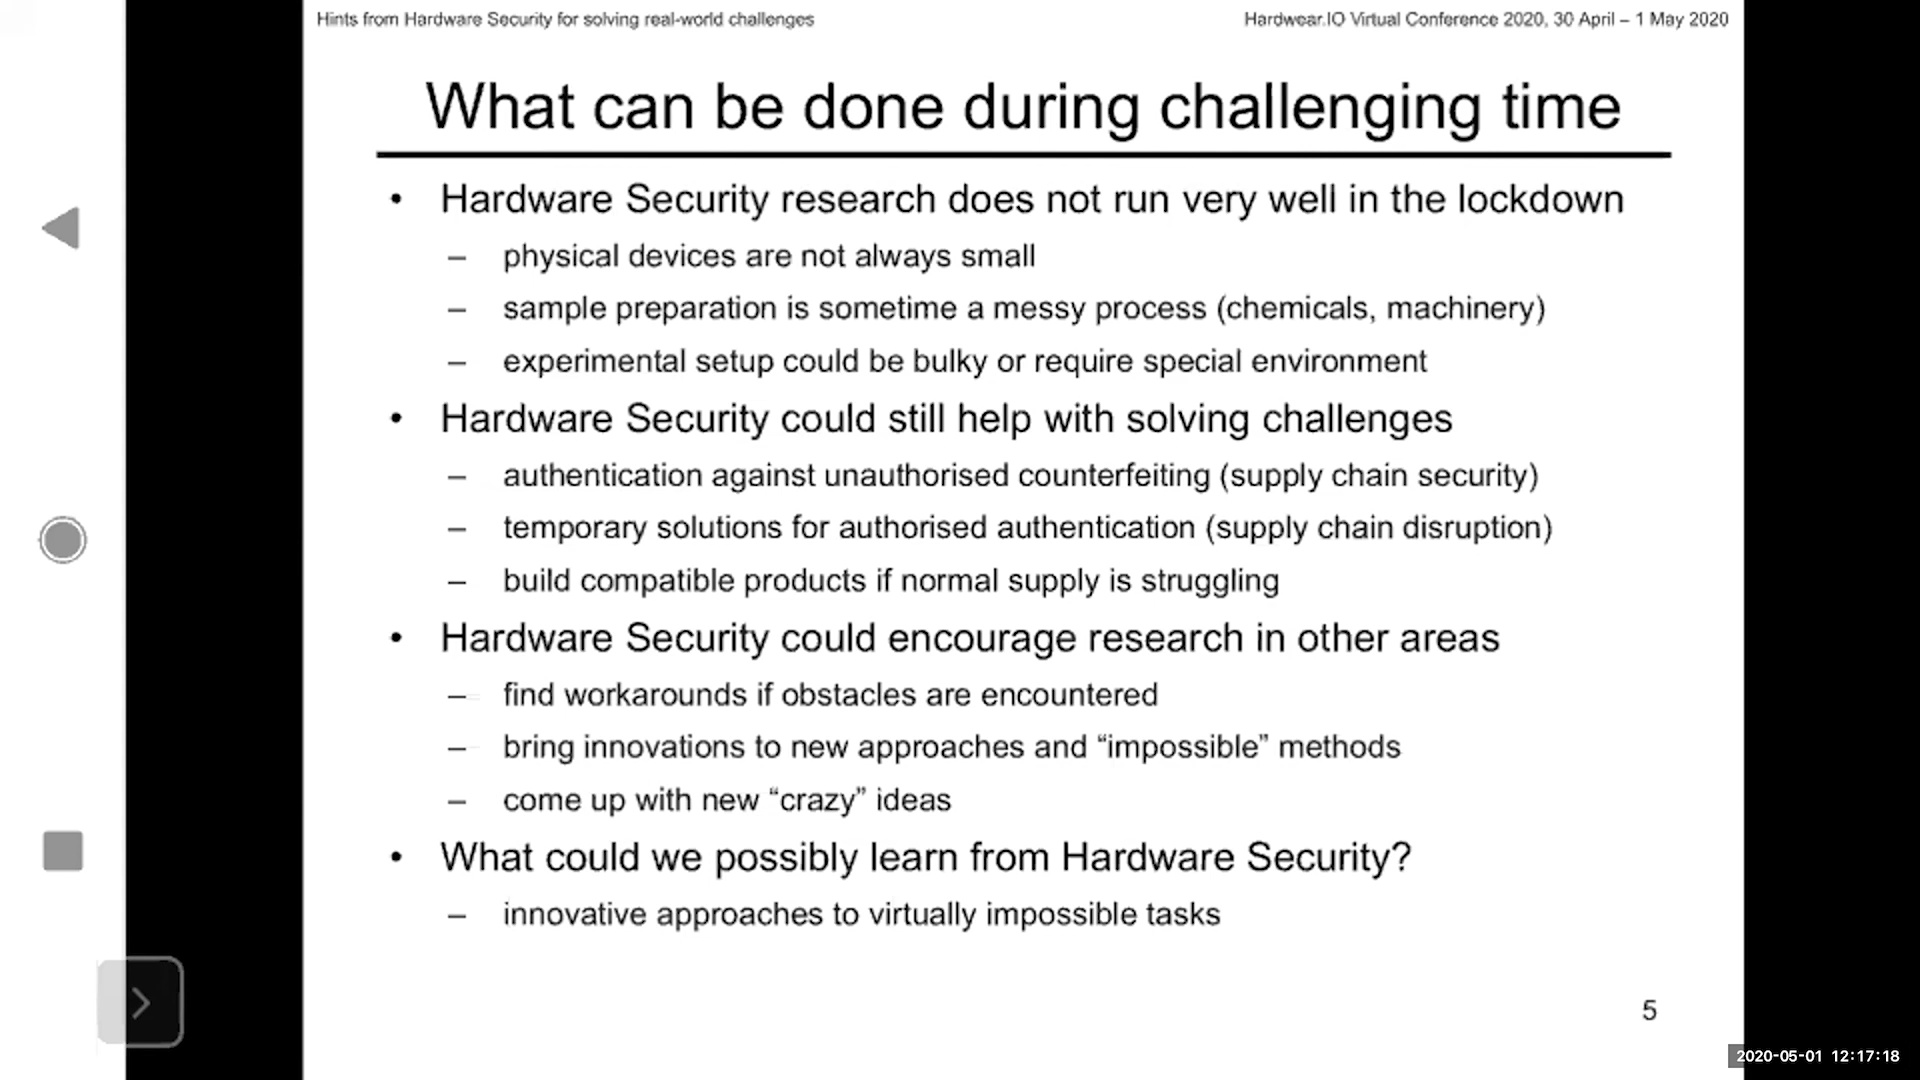 Hints from Hardware Security for solving real-world challenges
Hardwear.IO Virtual Conference 2020, 30 April – 1 May 2020
What can be done during challenging time
• Hardware Security research does not run very well in the lockdown
– physical devices are not always small
– sample preparation is sometime a messy process (chemicals, machinery)
– experimental setup could be bulky or require special environment
• Hardware Security could still help with solving challenges
– authentication against unauthorised counterfeiting (supply chain security)
– temporary solutions for authorised authentication (supply chain disruption)
– build compatible products if normal supply is struggling
• Hardware Security could encourage research in other areas
– find workarounds if obstacles are encountered
– bring innovations to new approaches and “impossible” methods
– come up with new “crazy” ideas
• What could we possibly learn from Hardware Security?
– innovative approaches to virtually impossible tasks
5
2020-05-01 12:17:18